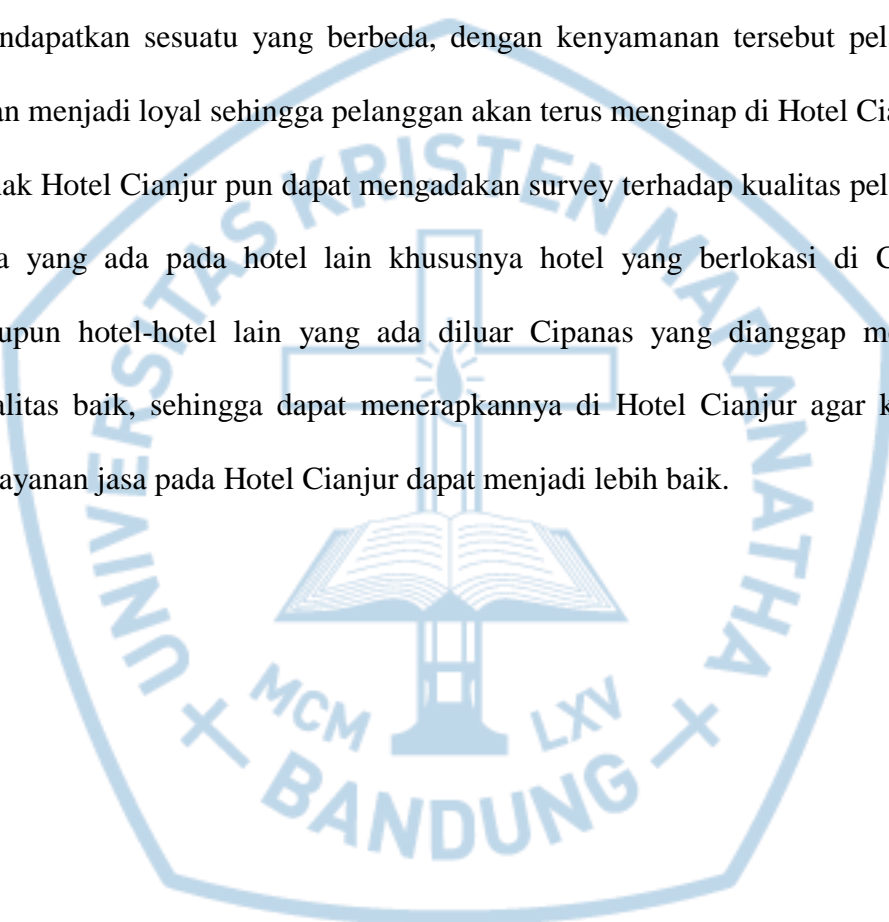 ndapatkan sesuatu yang berbeda, dengan kenyamanan tersebut pel
an menjadi loyal sehingga pelanggan akan terus menginap di Hotel Cia
ak Hotel Cianjur pun dapat mengadakan survey terhadap kualitas pel
a yang ada pada hotel lain khususnya hotel yang berlokasi di C
upun hotel-hotel lain yang ada diluar Cipanas yang dianggap me
alitas baik, sehingga dapat menerapkannya di Hotel Cianjur agar k
ayanan jasa pada Hotel Cianjur dapat menjadi lebih baik.
UNIVERSITAS KRISTEN MARANATHA
MCM LXV
BANDUNG